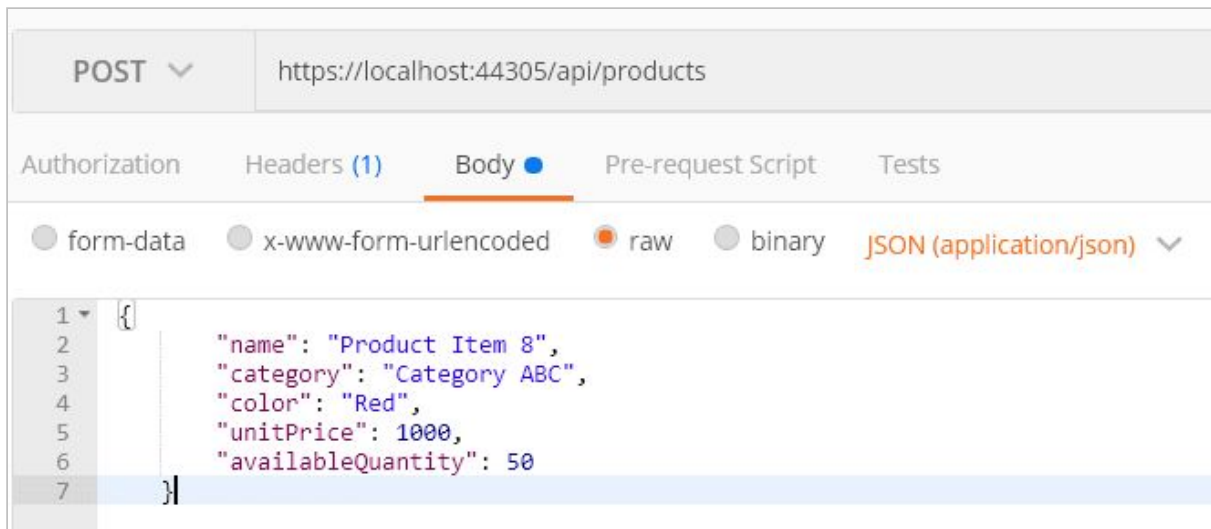 POST https://localhost:44305/api/products
Authorization Headers (1) Body Pre-request Script Tests
form-data x-www-form-urlencoded raw binary JSON (application/json)
1 {
2 "name": "Product Item 8",
3 "category": "Category ABC",
4 "color": "Red",
5 "unitPrice": 1000,
6 "availableQuantity": 50
7 }